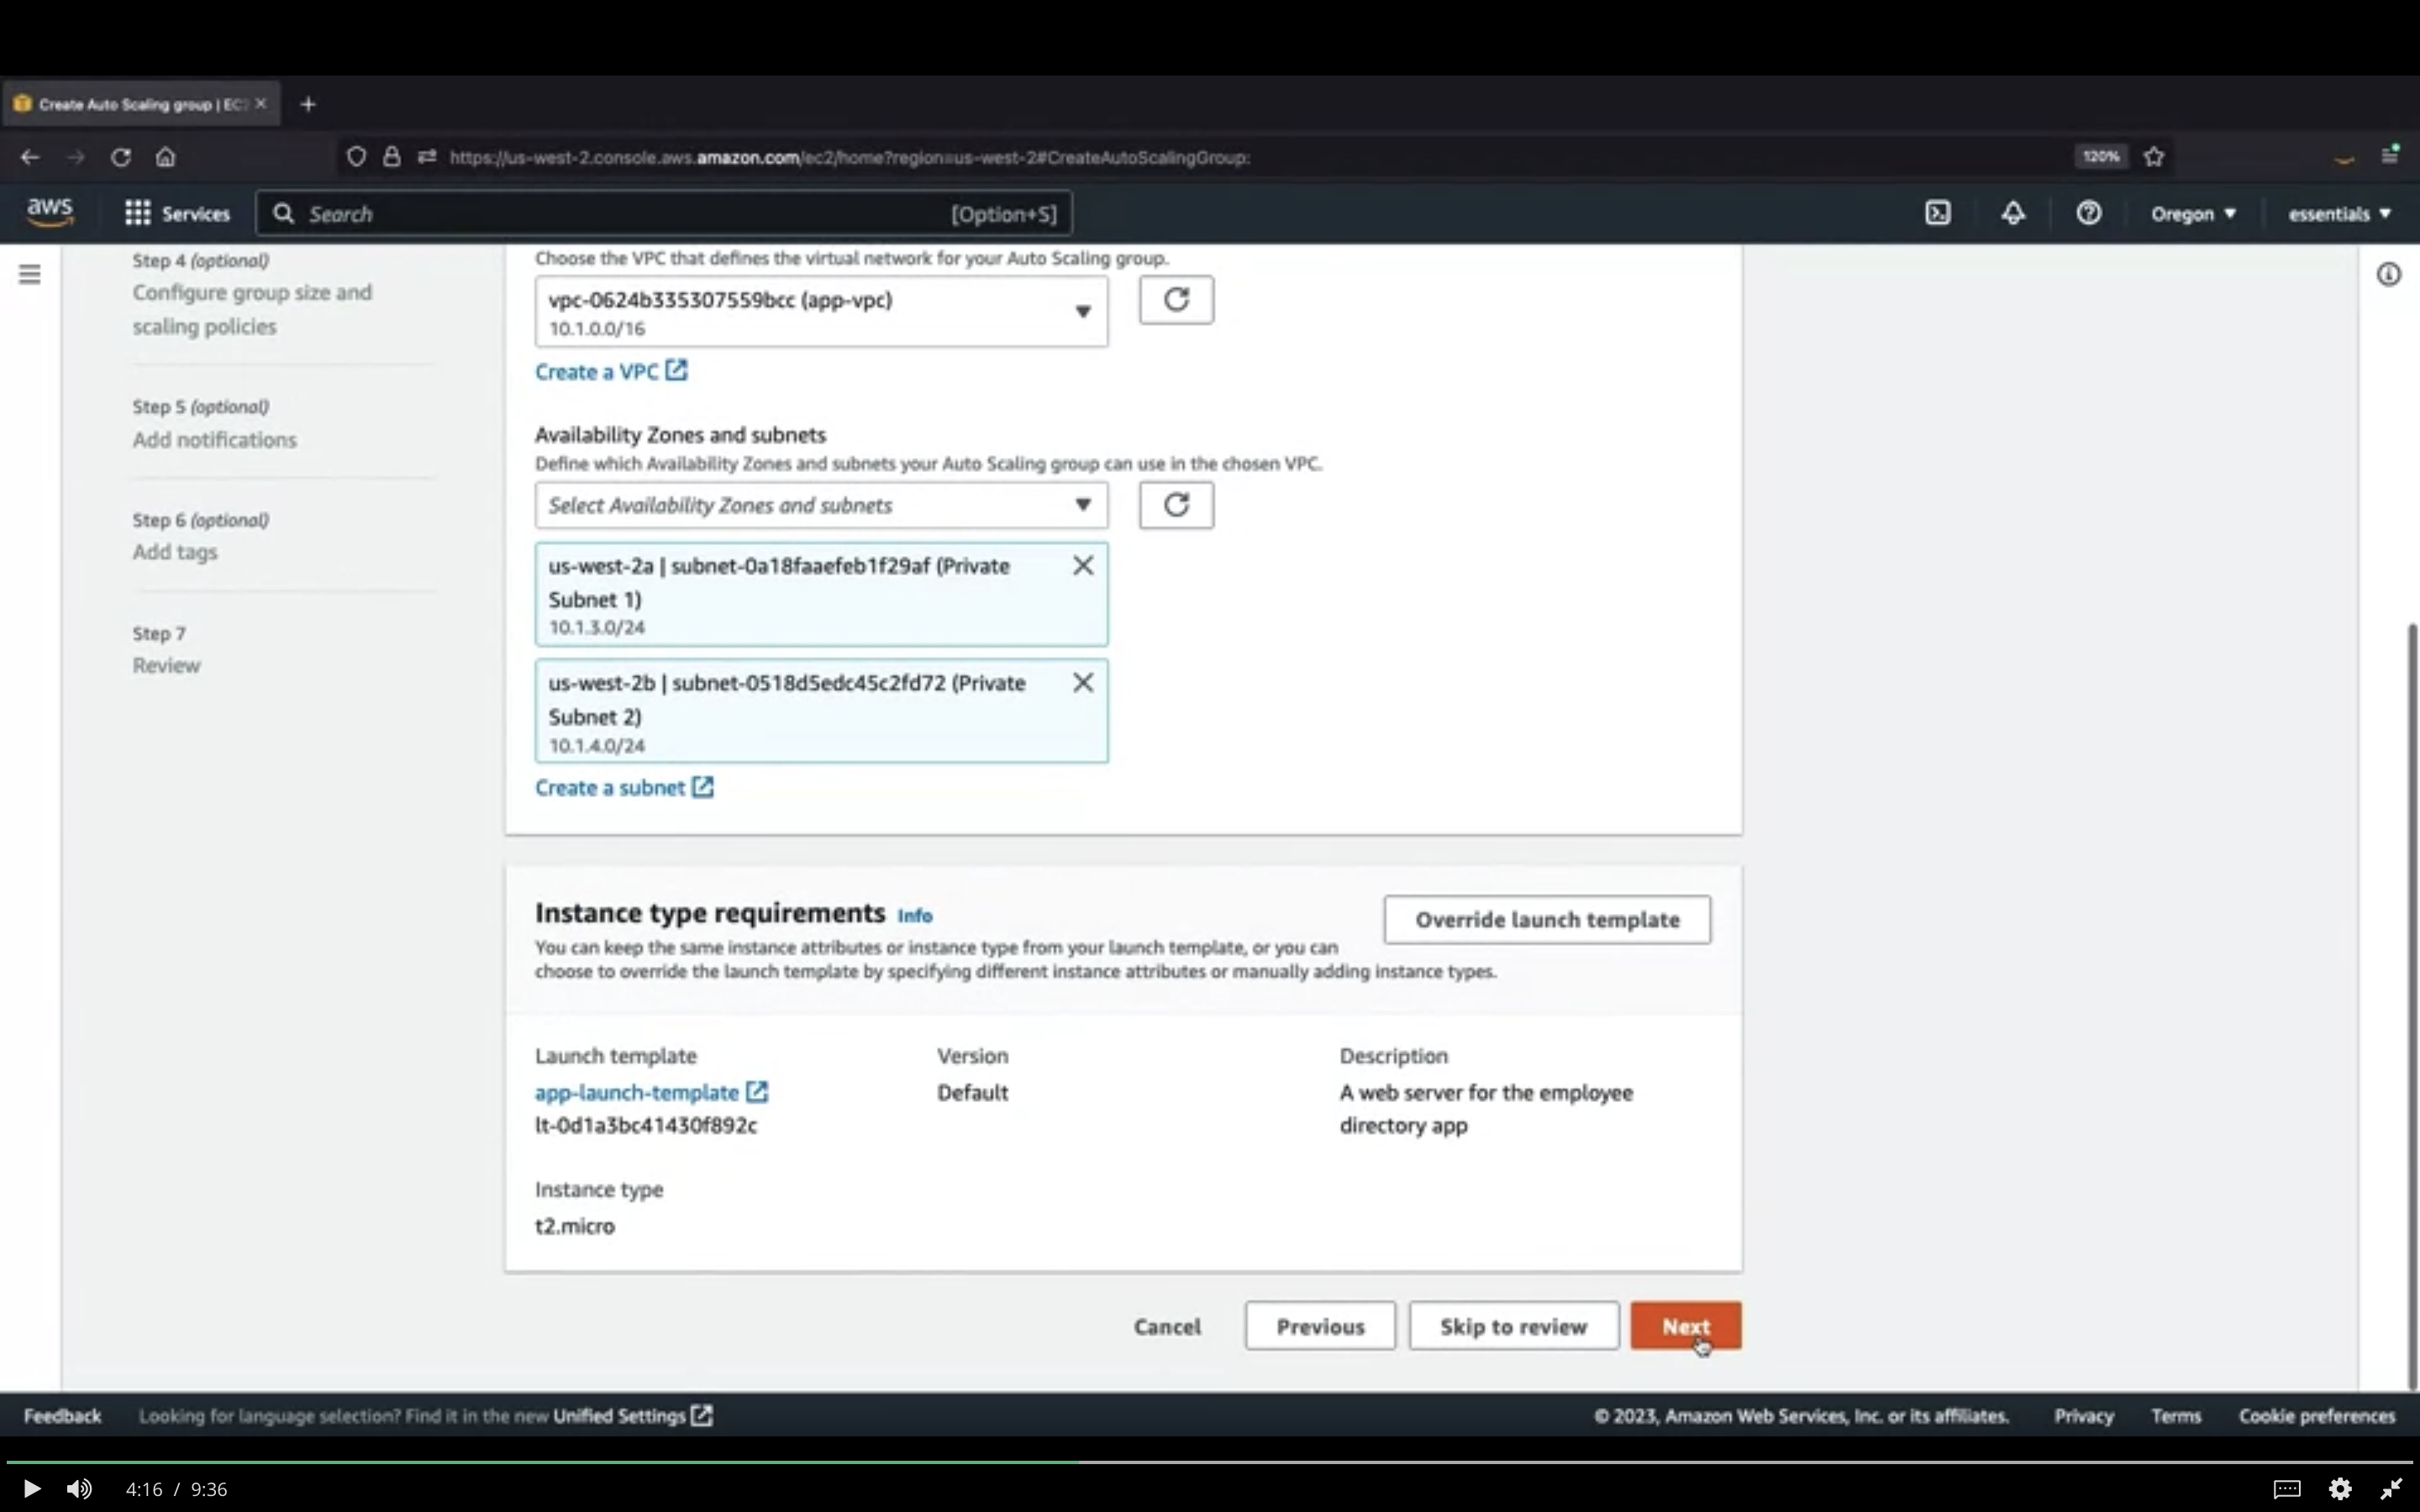 Create Auto Scaling group | EC2
https://us-west-2.console.aws.amazon.com/ec2/home?region=us-west-2#CreateAutoScalingGroup:
120%
aws
Services
Search
[Option+S]
Oregon
essentials
Step 4 (optional)
Configure group size and
scaling policies
Step 5 (optional)
Add notifications
Step 6 (optional)
Add tags
Step 7
Review
Choose the VPC that defines the virtual network for your Auto Scaling group.
vpc-0624b335307559bcc (app-vpc)
10.1.0.0/16
Create a VPC
Availability Zones and subnets
Define which Availability Zones and subnets your Auto Scaling group can use in the chosen VPC.
Select Availability Zones and subnets
us-west-2a | subnet-0a18faaefeb1f29af (Private
Subnet 1)
10.1.3.0/24
us-west-2b | subnet-0518d5edc45c2fd72 (Private
Subnet 2)
10.1.4.0/24
Create a subnet
Instance type requirements Info
Override launch template
You can keep the same instance attributes or instance type from your launch template, or you can
choose to override the launch template by specifying different instance attributes or manually adding instance types.
Launch template
app-launch-template
lt-0d1a3bc41430f892c
Version
Default
Description
A web server for the employee
directory app
Instance type
t2.micro
Cancel
Previous
Skip to review
Next
Feedback
Looking for language selection? Find it in the new Unified Settings
© 2023, Amazon Web Services, Inc. or its affiliates.
Privacy
Terms
Cookie preferences
4:16 / 9:36